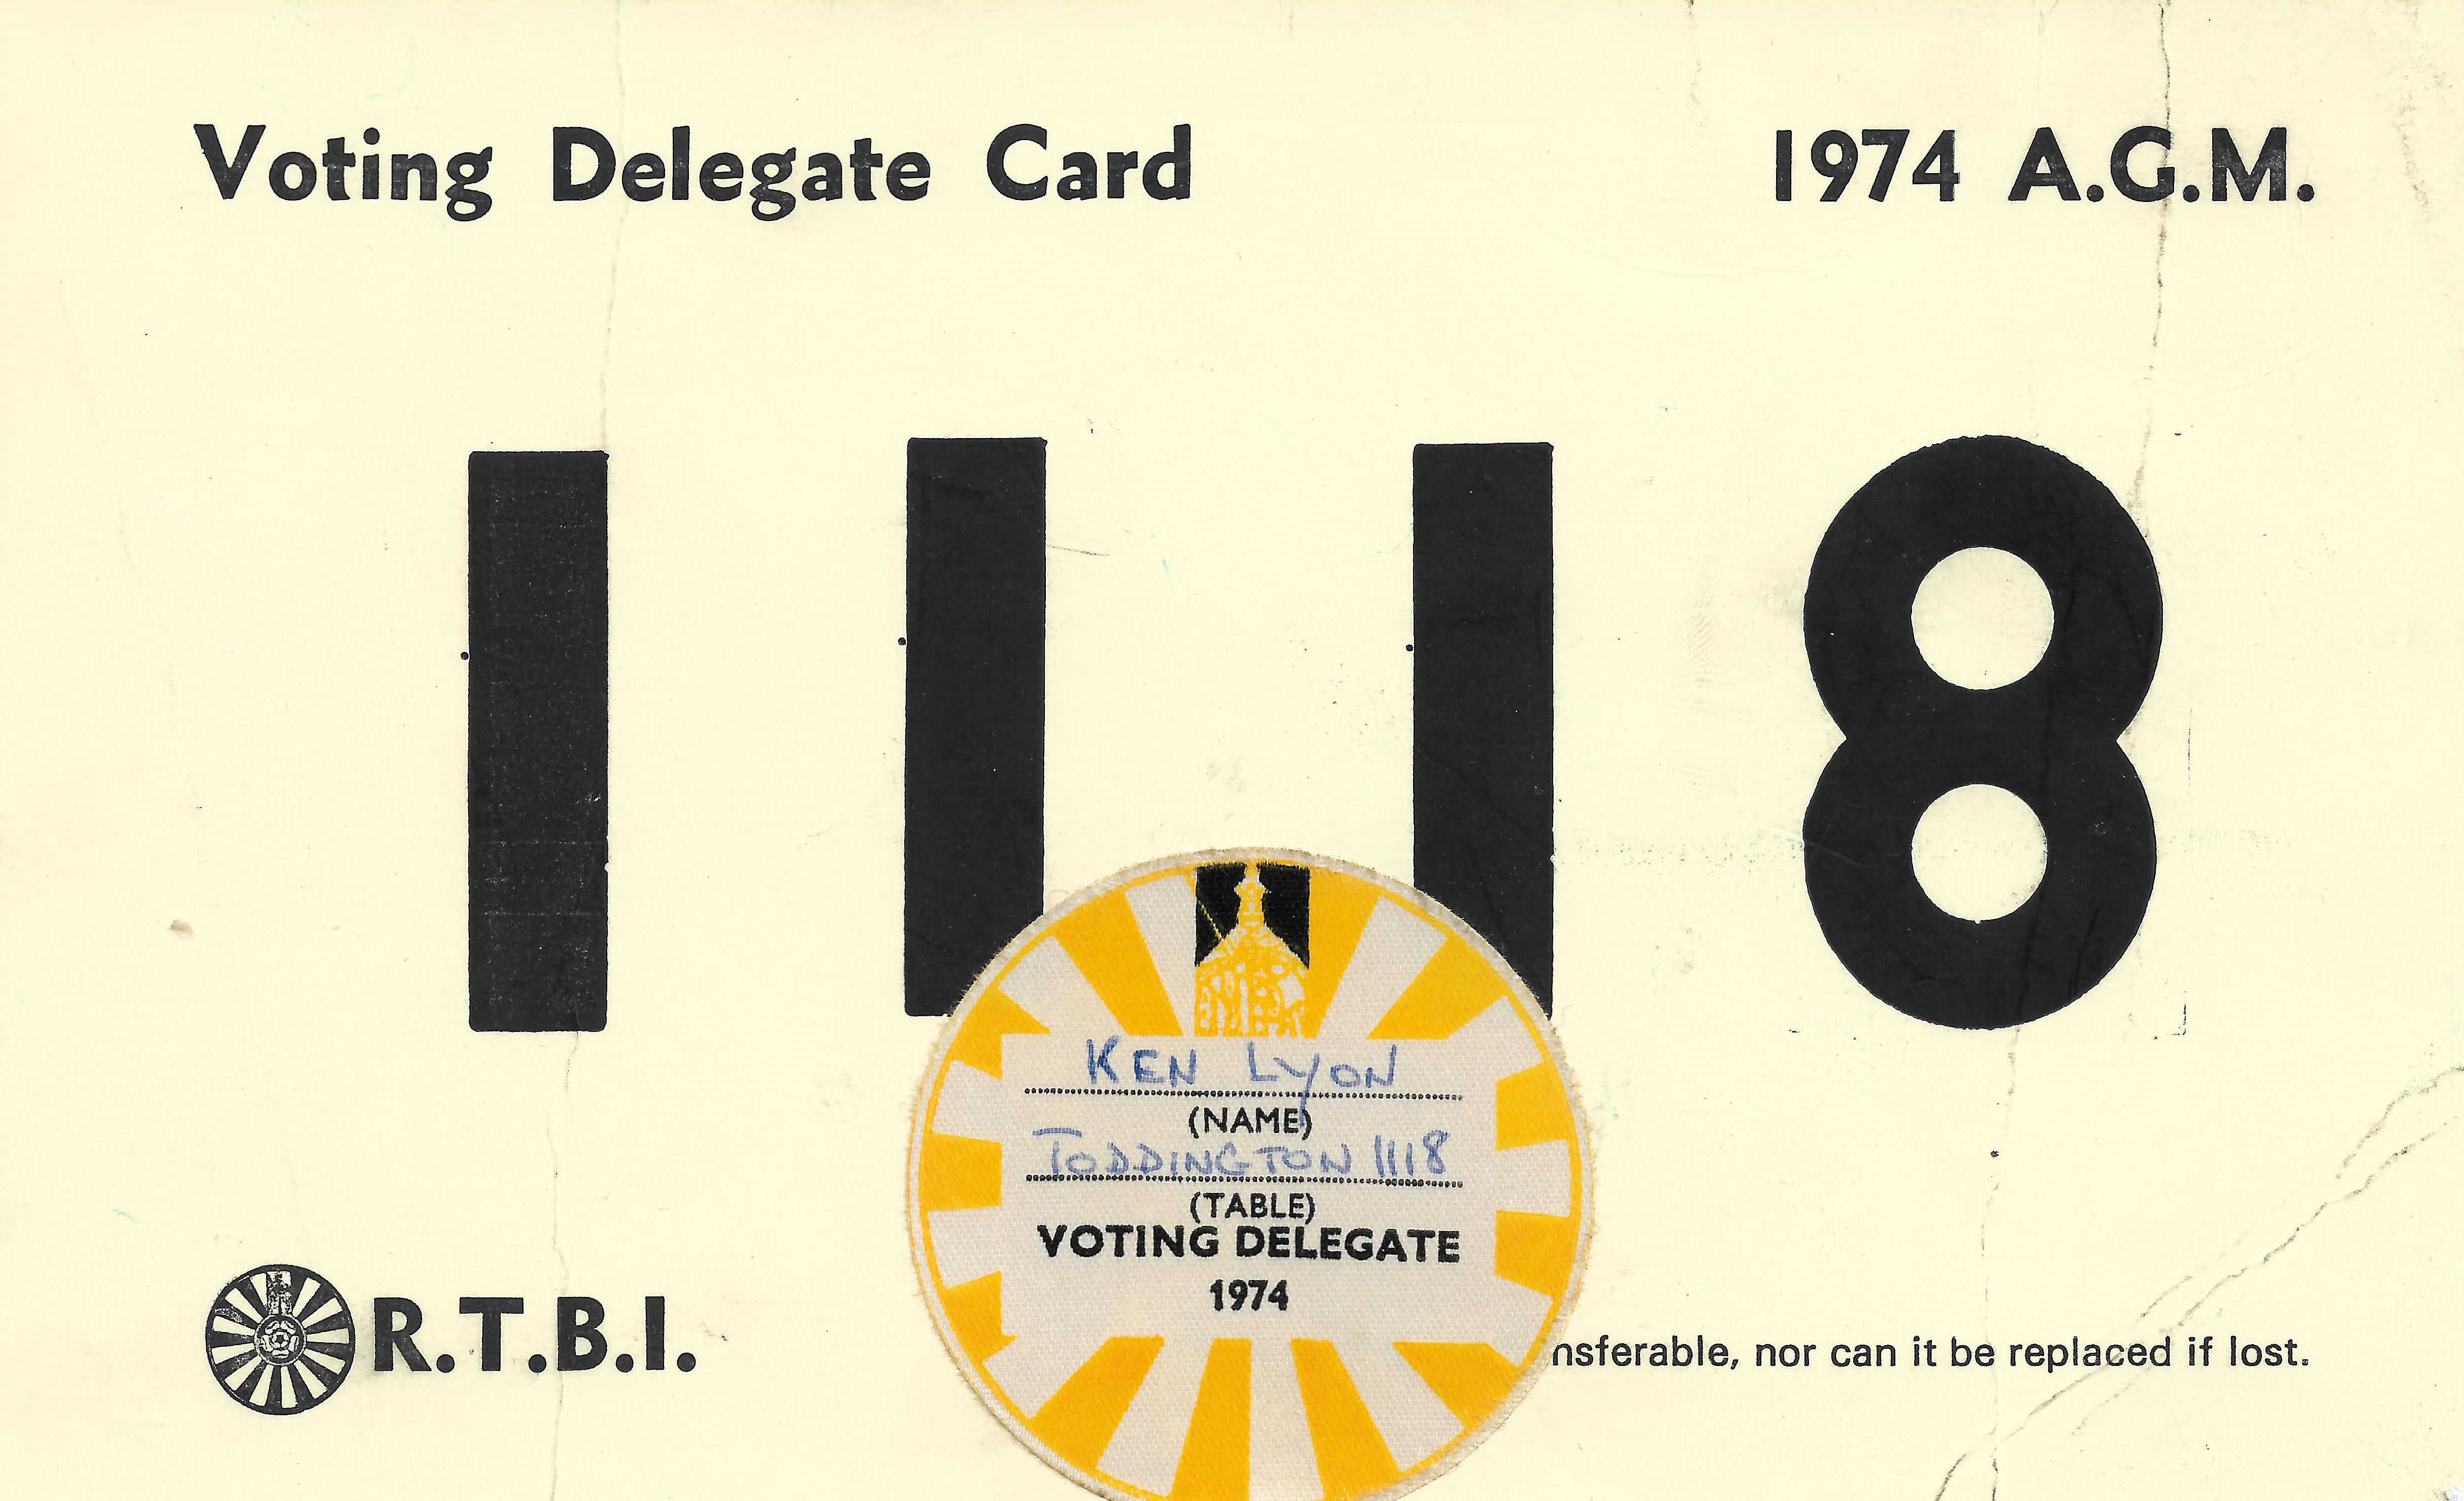 Voting Delegate Card 1974 A.G.M.
1118
KEN LYON
(NAME)
TODDINGTON 1118
(TABLE)
VOTING DELEGATE
1974
R.T.B.I.
nsferable, nor can it be replaced if lost.